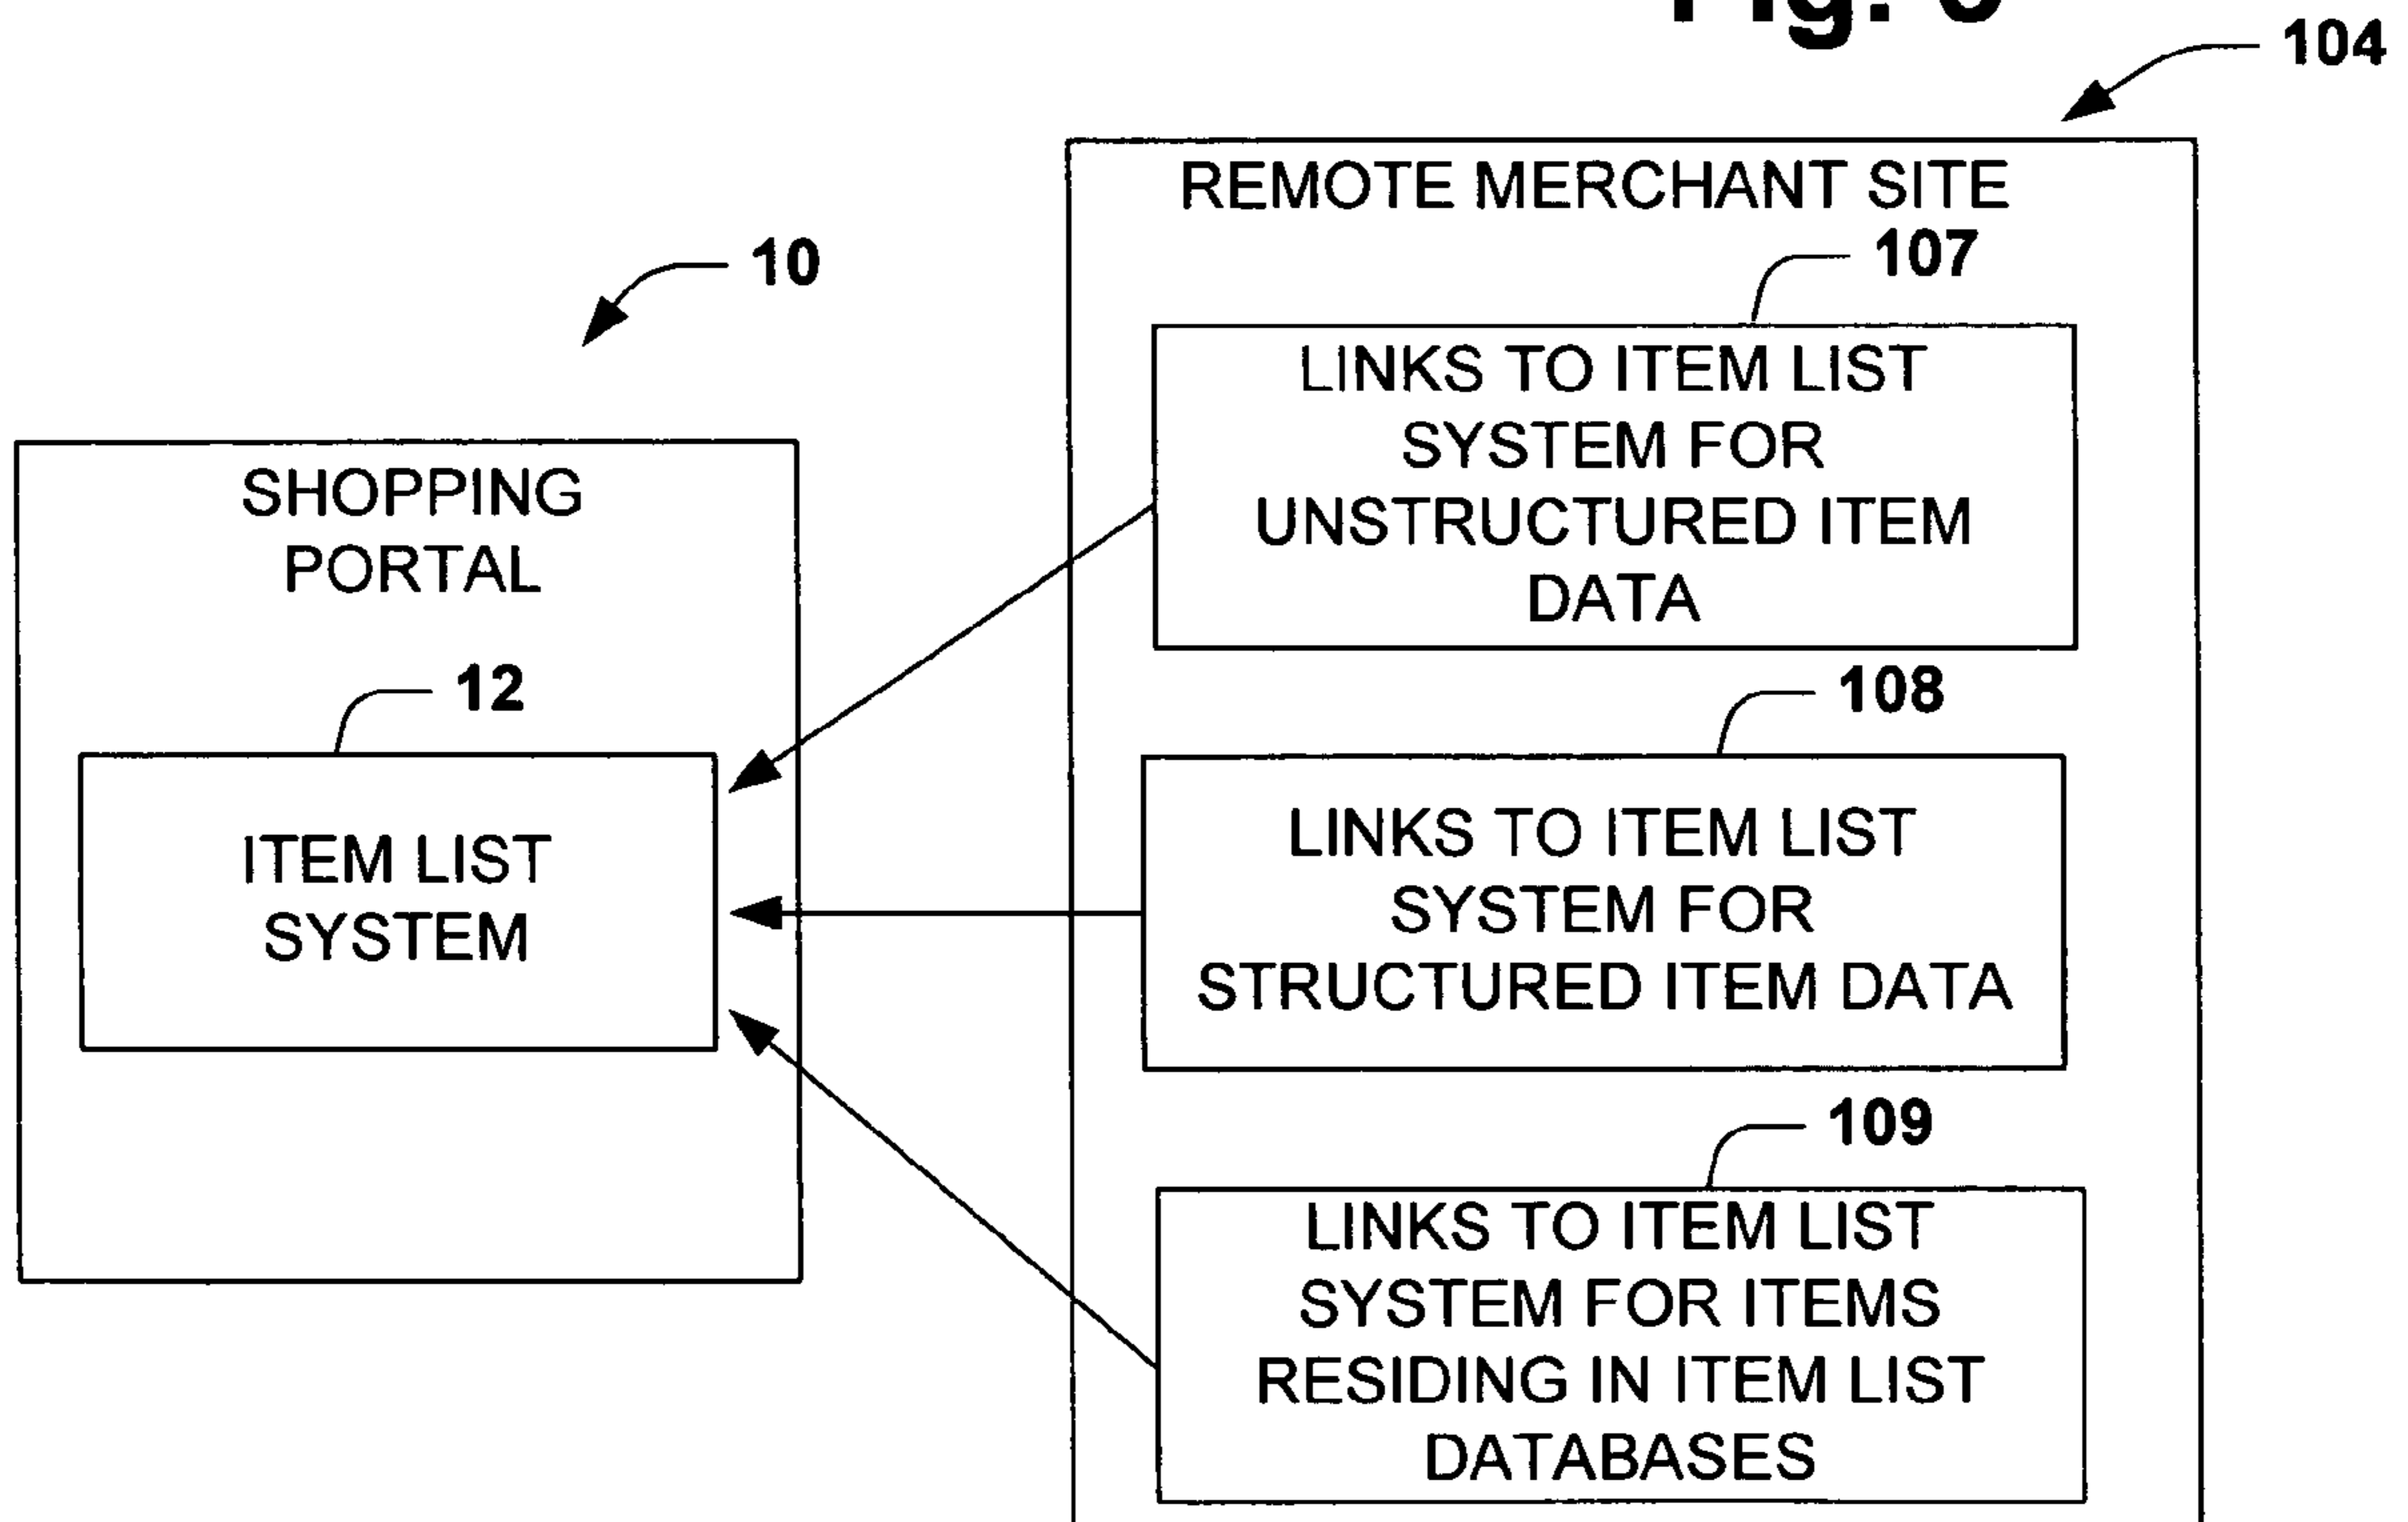 104
REMOTE MERCHANT SITE
107
LINKS TO ITEM LIST
SYSTEM FOR
UNSTRUCTURED ITEM
DATA
10
SHOPPING
PORTAL
12
ITEM LIST
SYSTEM
108
LINKS TO ITEM LIST
SYSTEM FOR
STRUCTURED ITEM DATA
109
LINKS TO ITEM LIST
SYSTEM FOR ITEMS
RESIDING IN ITEM LIST
DATABASES